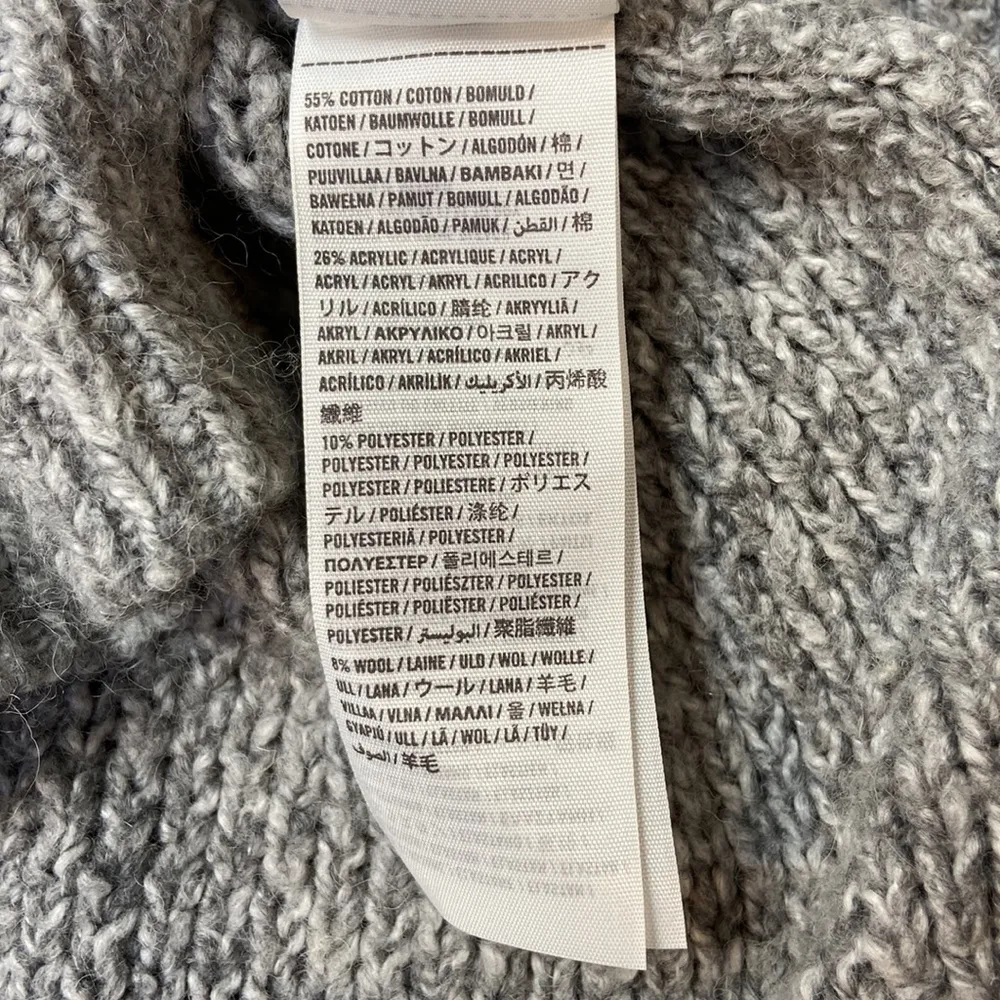 55% COTTON / COTON / BOMULD /
KATOEN / BAUMWOLLE / BOMULL /
COTONE / コットン / ALGODÓN / 棉 /
PUUVILLAA / BAVLNA / BAMBAKI / 면 /
BAWEŁNA / PAMUT / BOMULL / ALGODÃO /
KATOEN / ALGODÃO / PAMUK / القطن / 棉
26% ACRYLIC / ACRYLIQUE / ACRYL /
ACRYL / ACRYL / AKRYL / ACRILICO / アク
リル / ACRÍLICO / 腈纶 / AKRYYLIÄ /
AKRYL / ΑΚΡΥΛΙΚΟ / 아크릴 / AKRYL /
AKRIL / AKRYL / ACRÍLICO / AKRIEL /
ACRÍLICO / AKRİLİK / الأكريليك / 丙烯酸
纖維
10% POLYESTER / POLYESTER /
POLYESTER / POLYESTER / POLYESTER /
POLYESTER / POLIESTERE / ポリエス
テル / POLIÉSTER / 涤纶 /
POLYESTERIÄ / POLYESTER /
ΠΟΛΥΕΣΤΕΡ / 폴리에스테르 /
POLIESTER / POLIÉSZTER / POLYESTER /
POLIÉSTER / POLIËSTER / POLIÉSTER /
POLYESTER / البوليستر / 聚脂纖維
8% WOOL / LAINE / ULD / WOL / WOLLE /
ULL / LANA / ウール / LANA / 羊毛 /
VILLAA / VLNA / ΜΑΛΛΙ / 울 / WEŁNA /
GYAPJÚ / ULL / LÃ / WOL / LÃ / TÜY /
الصوف / 羊毛